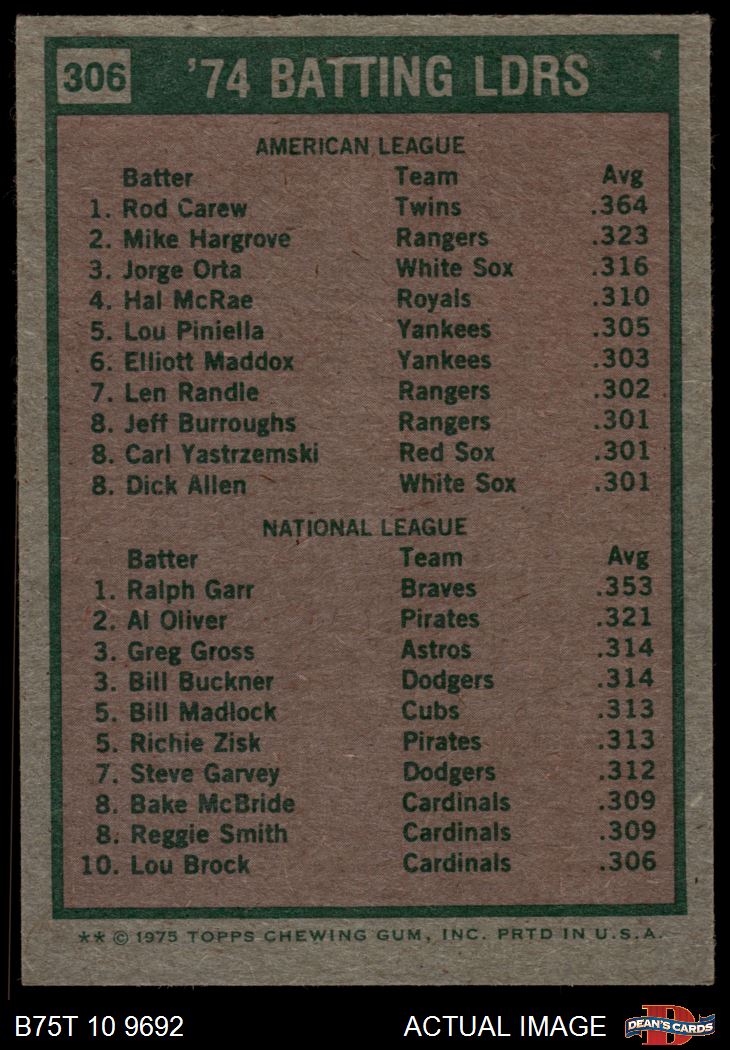 306 '74 BATTING LDRS
AMERICAN LEAGUE
Batter Team Avg
1. Rod Carew Twins .364
2. Mike Hargrove Rangers .323
3. Jorge Orta White Sox .316
4. Hal McRae Royals .310
5. Lou Piniella Yankees .305
6. Elliott Maddox Yankees .303
7. Len Randle Rangers .302
8. Jeff Burroughs Rangers .301
8. Carl Yastrzemski Red Sox .301
8. Dick Allen White Sox .301
NATIONAL LEAGUE
Batter Team Avg
1. Ralph Garr Braves .353
2. Al Oliver Pirates .321
3. Greg Gross Astros .314
3. Bill Buckner Dodgers .314
5. Bill Madlock Cubs .313
5. Richie Zisk Pirates .313
7. Steve Garvey Dodgers .312
8. Bake McBride Cardinals .309
8. Reggie Smith Cardinals .309
10. Lou Brock Cardinals .306
** © 1975 TOPPS CHEWING GUM, INC. PRTD IN U.S.A.
B75T 10 9692 ACTUAL IMAGE D DEAN'S CARDS